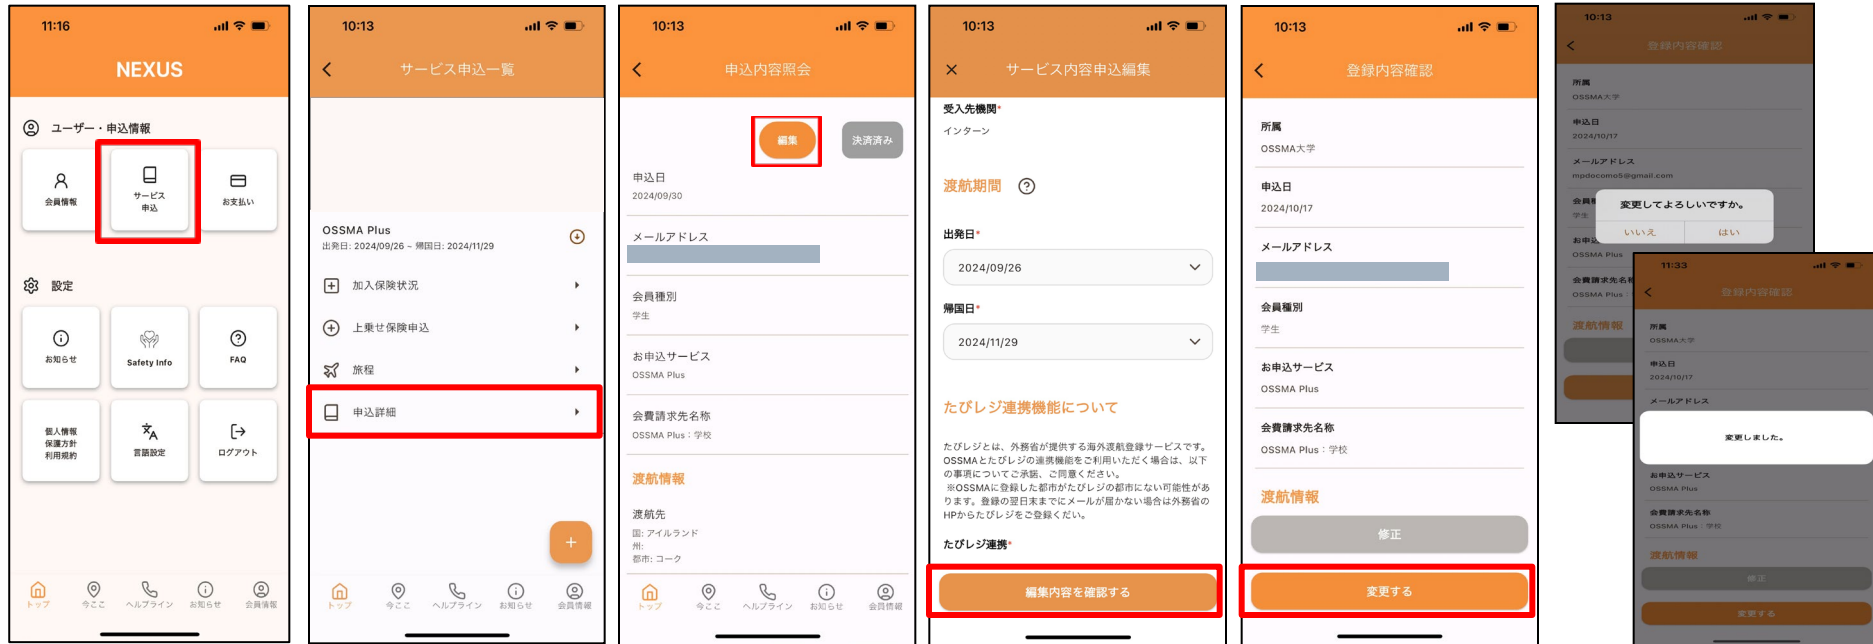 11:16
NEXUS
ユーザー・申込情報
会員情報
サービス
申込
お支払い
設定
お知らせ
Safety Info
FAQ
個人情報
保護方針
利用規約
言語設定
ログアウト
トップ
今ここ
ヘルプライン
お知らせ
会員情報
10:13
サービス申込一覧
OSSMA Plus
出発日: 2024/09/26 ~ 帰国日: 2024/11/29
加入保険状況
上乗せ保険申込
旅程
申込詳細
+
トップ
今ここ
ヘルプライン
お知らせ
会員情報
10:13
申込内容照会
編集
決済済み
申込日
2024/09/30
メールアドレス
会員種別
学生
お申込サービス
OSSMA Plus
会費請求先名称
OSSMA Plus：学校
渡航情報
渡航先
国: アイルランド
州:
都市: コーク
トップ
今ここ
ヘルプライン
お知らせ
会員情報
10:13
サービス内容申込編集
受入先機関*
インターン
渡航期間
出発日*
2024/09/26
帰国日*
2024/11/29
たびレジ連携機能について
たびレジとは、外務省が提供する海外渡航登録サービスです。
OSSMAとたびレジの連携機能をご利用いただく場合は、以下
の事項についてご承諾、ご同意ください。
※OSSMAに登録した都市がたびレジの都市にない可能性があ
ります。登録の翌日末までにメールが届かない場合は外務省の
HPからたびレジをご登録くだい。
たびレジ連携*
編集内容を確認する
10:13
登録内容確認
所属
OSSMA大学
申込日
2024/10/17
メールアドレス
会員種別
学生
お申込サービス
OSSMA Plus
会費請求先名称
OSSMA Plus：学校
渡航情報
修正
変更する
10:13
登録内容確認
所属
OSSMA大学
申込日
2024/10/17
メールアドレス
mpdocomo5@gmail.com
会員種
学生
変更してよろしいですか。
いいえ
はい
お申込
OSSMA Plus
会費請求先名称
OSSMA Plus：
渡航情報
11:33
登録内容確認
所属
OSSMA大学
申込日
2024/10/17
メールアドレス
変更しました。
お申込サービス
OSSMA Plus
会費請求先名称
OSSMA Plus：学校
渡航情報
修正
変更する